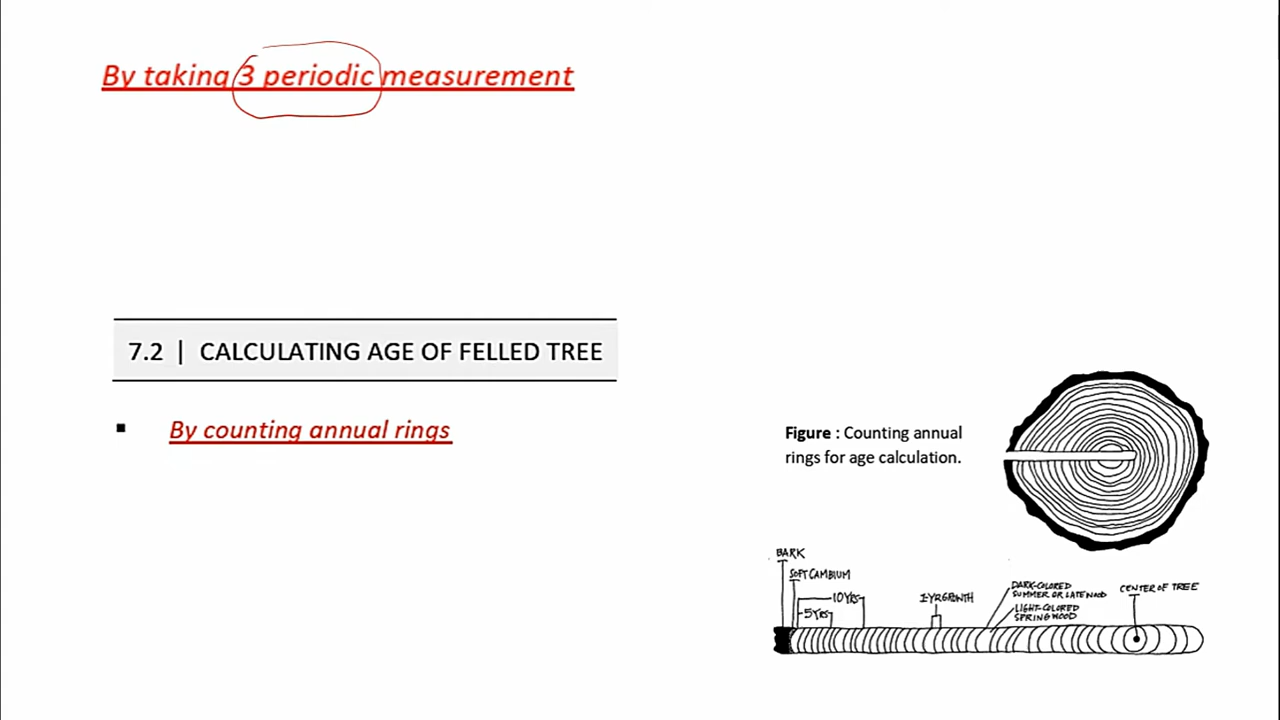 By taking 3 periodic measurement
7.2 | CALCULATING AGE OF FELLED TREE
▪ By counting annual rings
Figure : Counting annual
rings for age calculation.
BARK
SOFT CAMBIUM
10 YRS
5 YRS
1-YR GROWTH
DARK-COLORED
SUMMER OR LATE WOOD
LIGHT-COLORED
SPRING WOOD
CENTER OF TREE